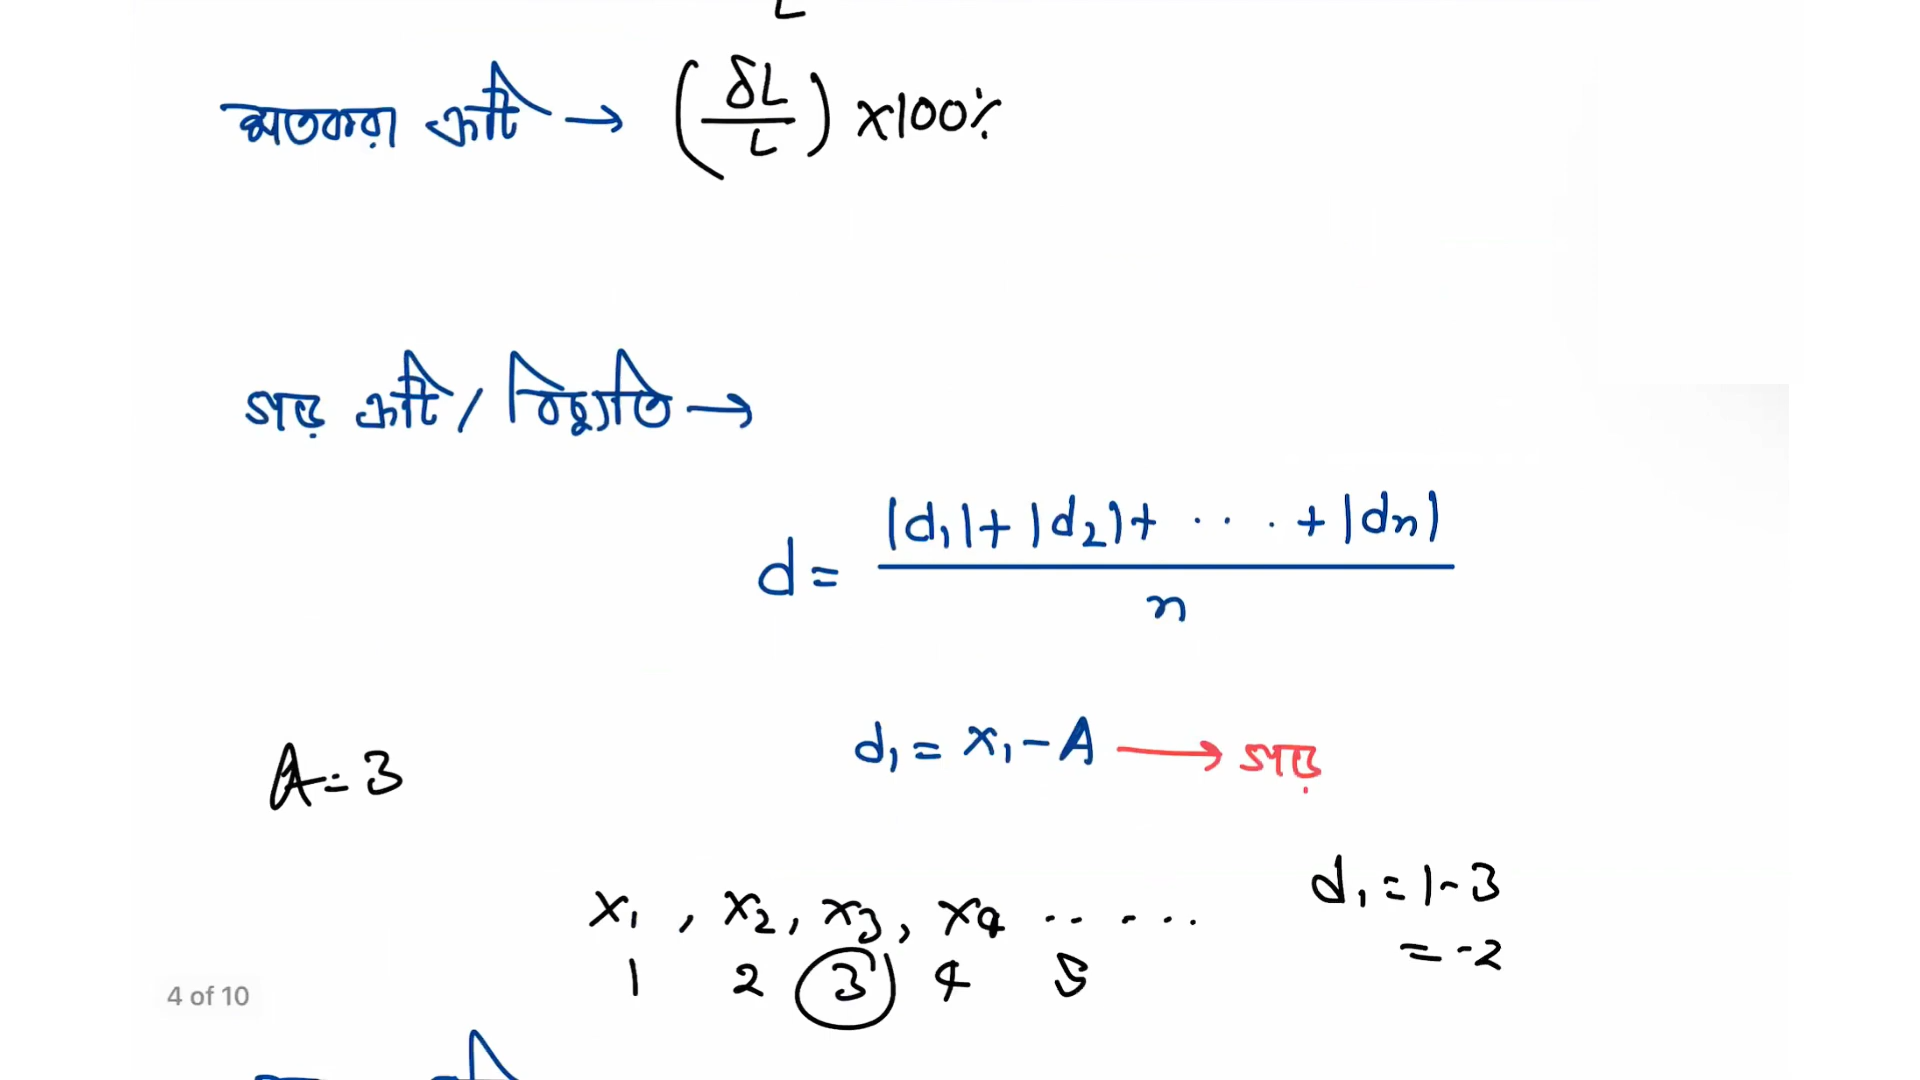 শতকরা ত্রুটি → (δL/L) ×100%
গড় ত্রুটি / বিচ্যুতি →
d = (|d₁|+|d₂|+ ..... + |dn|)/n
d₁ = x₁ - A → গড়
A = 3
x₁ , x₂, x₃, x₄ ......
1 2 3 4 5
d₁ = 1-3
= -2
4 of 10